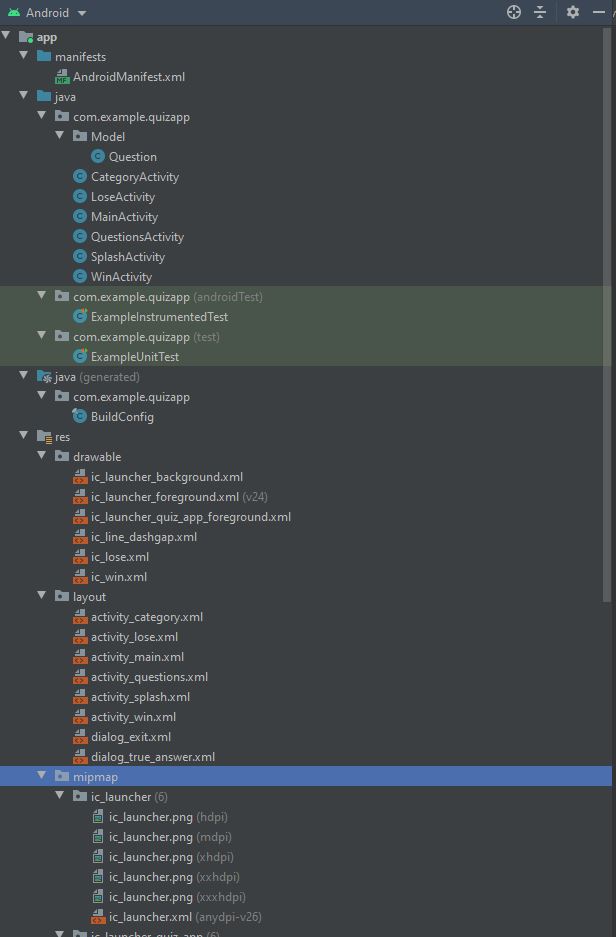 Android
app
manifests
AndroidManifest.xml
java
com.example.quizapp
Model
Question
CategoryActivity
LoseActivity
MainActivity
QuestionsActivity
SplashActivity
WinActivity
com.example.quizapp (androidTest)
ExampleInstrumentedTest
com.example.quizapp (test)
ExampleUnitTest
java (generated)
com.example.quizapp
BuildConfig
res
drawable
ic_launcher_background.xml
ic_launcher_foreground.xml (v24)
ic_launcher_quiz_app_foreground.xml
ic_line_dashgap.xml
ic_lose.xml
ic_win.xml
layout
activity_category.xml
activity_lose.xml
activity_main.xml
activity_questions.xml
activity_splash.xml
activity_win.xml
dialog_exit.xml
dialog_true_answer.xml
mipmap
ic_launcher (6)
ic_launcher.png (hdpi)
ic_launcher.png (mdpi)
ic_launcher.png (xhdpi)
ic_launcher.png (xxhdpi)
ic_launcher.png (xxxhdpi)
ic_launcher.xml (anydpi-v26)
ic_launcher_quiz_app (6)